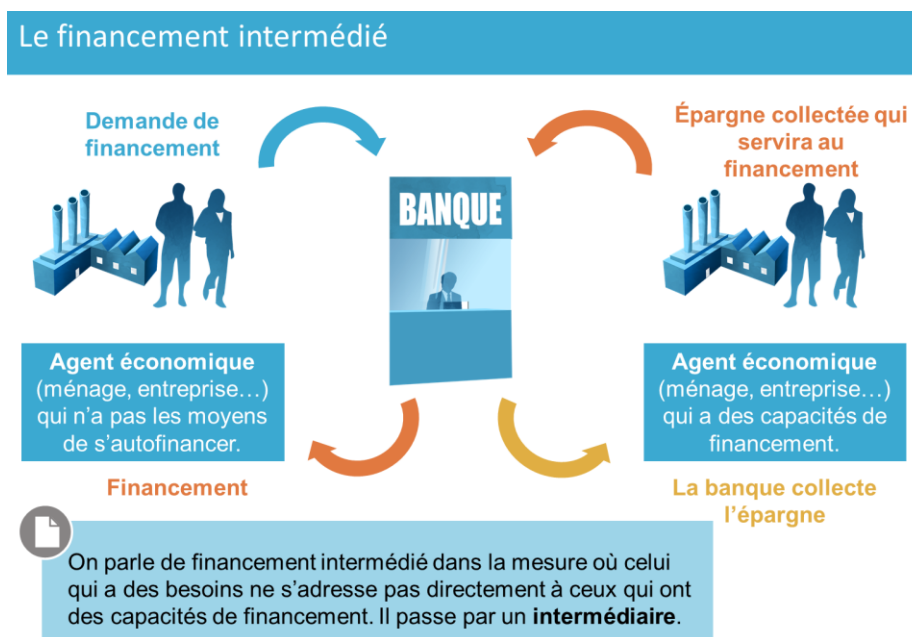 Le financement intermédié
Demande de
financement
Épargne collectée qui
servira au
financement
BANQUE
Agent économique
(ménage, entreprise…)
qui n’a pas les moyens
de s’autofinancer.
Agent économique
(ménage, entreprise…)
qui a des capacités de
financement.
Financement
La banque collecte
l’épargne
On parle de financement intermédié dans la mesure où celui
qui a des besoins ne s’adresse pas directement à ceux qui ont
des capacités de financement. Il passe par un intermédiaire.